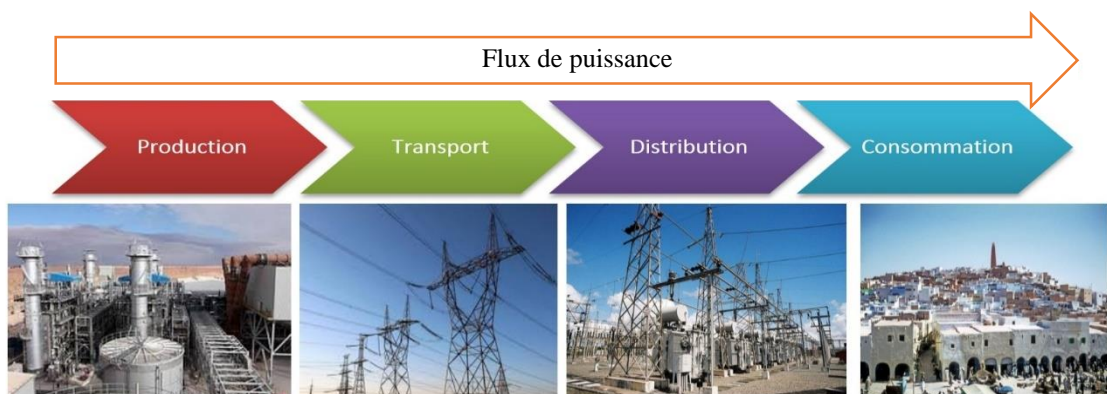 Flux de puissance
Production
Transport
Distribution
Consommation